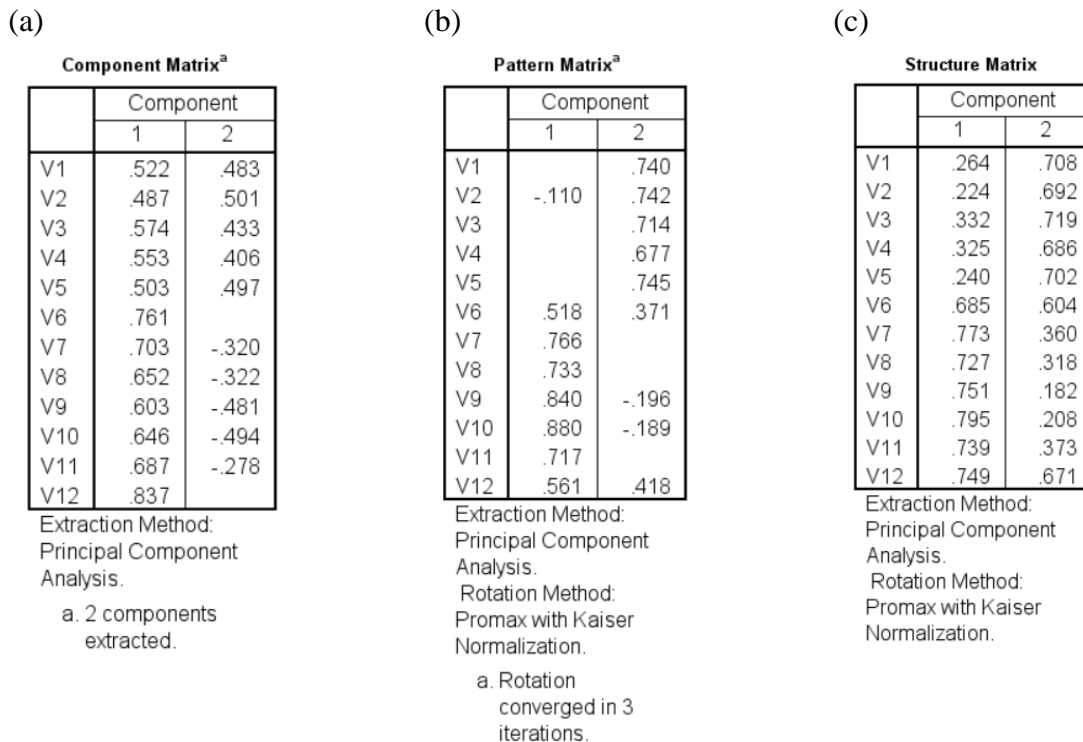 (a)
Component Matrixa
Component
1 2
V1 .522 .483
V2 .487 .501
V3 .574 .433
V4 .553 .406
V5 .503 .497
V6 .761
V7 .703 -.320
V8 .652 -.322
V9 .603 -.481
V10 .646 -.494
V11 .687 -.278
V12 .837
Extraction Method:
Principal Component
Analysis.
a. 2 components
extracted.
(b)
Pattern Matrixa
Component
1 2
V1 .740
V2 -.110 .742
V3 .714
V4 .677
V5 .745
V6 .518 .371
V7 .766
V8 .733
V9 .840 -.196
V10 .880 -.189
V11 .717
V12 .561 .418
Extraction Method:
Principal Component
Analysis.
Rotation Method:
Promax with Kaiser
Normalization.
a. Rotation
converged in 3
iterations.
(c)
Structure Matrix
Component
1 2
V1 .264 .708
V2 .224 .692
V3 .332 .719
V4 .325 .686
V5 .240 .702
V6 .685 .604
V7 .773 .360
V8 .727 .318
V9 .751 .182
V10 .795 .208
V11 .739 .373
V12 .749 .671
Extraction Method:
Principal Component
Analysis.
Rotation Method:
Promax with Kaiser
Normalization.